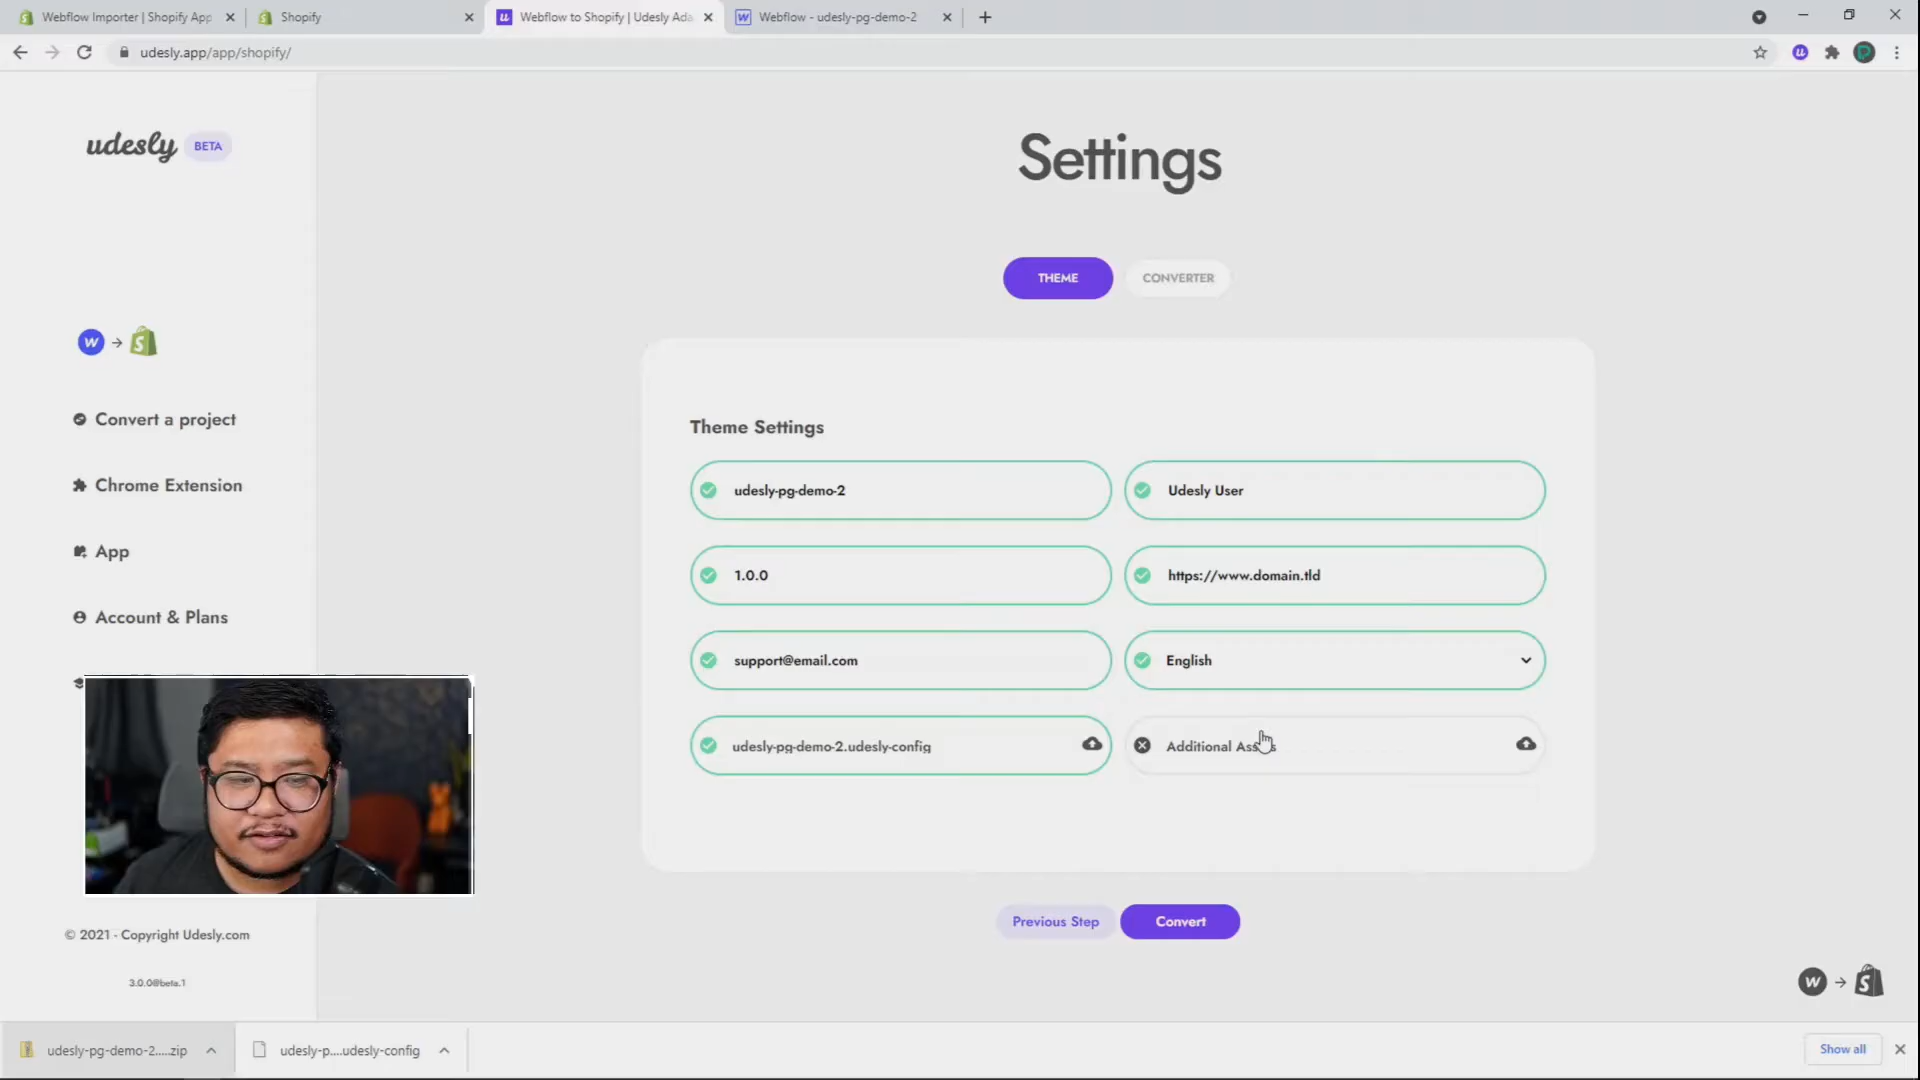 Webflow Importer | Shopify App
Shopify
Webflow to Shopify | Udesly Ada
Webflow - udesly-pg-demo-2
udesly.app/app/shopify/
udesly BETA
Settings
THEME
CONVERTER
Convert a project
Chrome Extension
App
Account & Plans
Theme Settings
udesly-pg-demo-2
Udesly User
1.0.0
https://www.domain.tld
support@email.com
English
udesly-pg-demo-2.udesly-config
Additional Assets
Previous Step
Convert
© 2021 - Copyright Udesly.com
3.0.0@beta.1
udesly-pg-demo-2.....zip
udesly-p....udesly-config
Show all